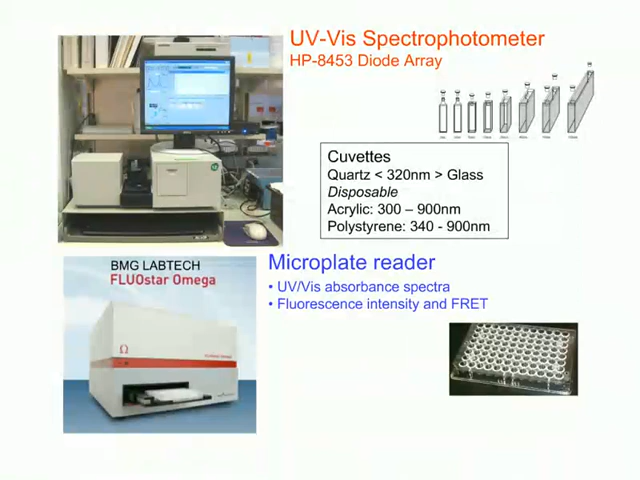 UV-Vis Spectrophotometer
HP-8453 Diode Array
Cuvettes
Quartz < 320nm > Glass
Disposable
Acrylic: 300 – 900nm
Polystyrene: 340 - 900nm
BMG LABTECH
FLUOstar Omega
Microplate reader
• UV/Vis absorbance spectra
• Fluorescence intensity and FRET
Ω